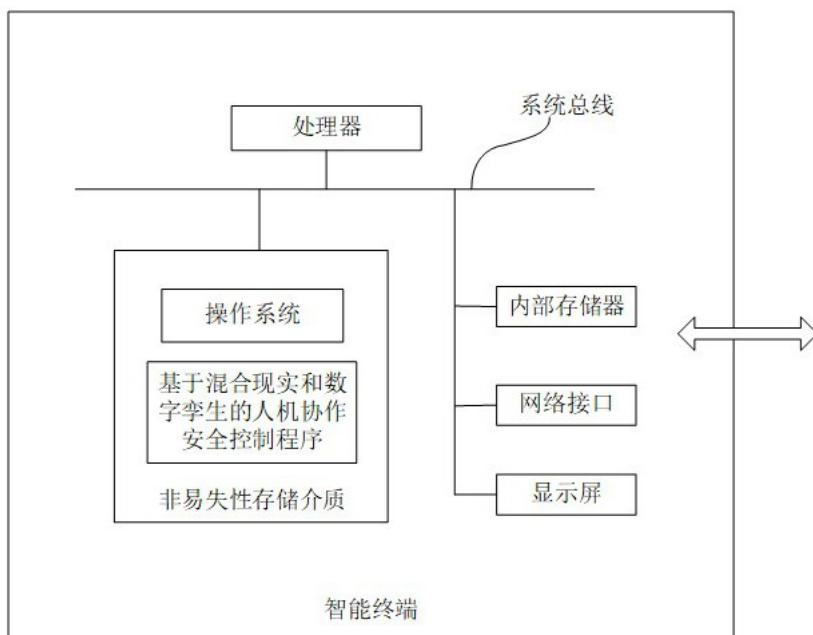 系统总线
处理器
操作系统
基于混合现实和数
字孪生的人机协作
安全控制程序
非易失性存储介质
内部存储器
网络接口
显示屏
智能终端